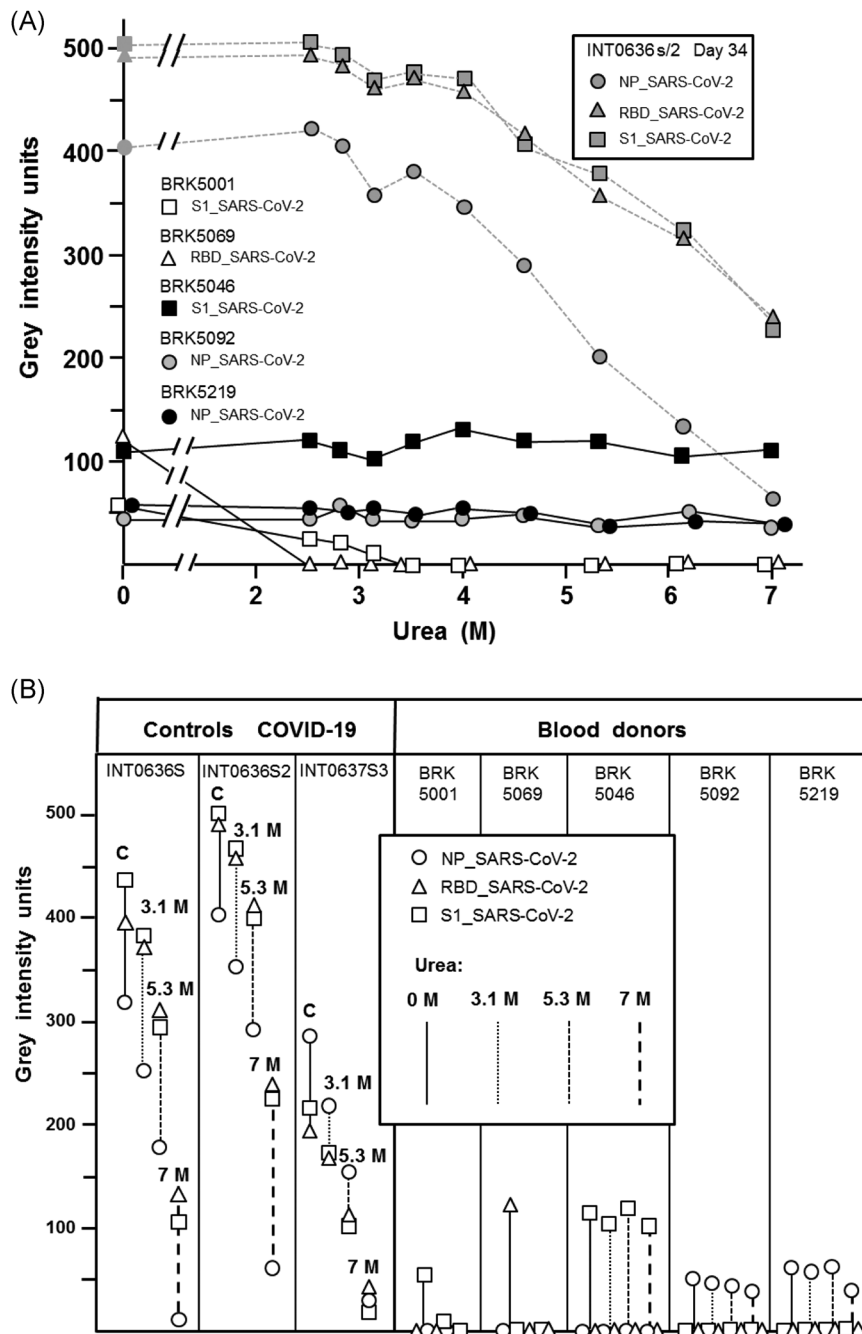 (A)
500
400
300
200
100
Grey intensity units
INT0636s/2 Day 34
NP_SARS-CoV-2
RBD_SARS-CoV-2
S1_SARS-CoV-2
BRK5001
S1_SARS-CoV-2
BRK5069
RBD_SARS-CoV-2
BRK5046
S1_SARS-CoV-2
BRK5092
NP_SARS-CoV-2
BRK5219
NP_SARS-CoV-2
0 2 3 4 5 6 7
Urea (M)
(B)
Controls COVID-19
Blood donors
INT0636S INT0636S2 INT0637S3 BRK BRK BRK BRK BRK
5001 5069 5046 5092 5219
500
400
300
200
100
Grey intensity units
C
3.1 M
5.3 M
7 M
C
3.1 M
5.3 M
7 M
C
3.1 M
5.3 M
7 M
NP_SARS-CoV-2
RBD_SARS-CoV-2
S1_SARS-CoV-2
Urea:
0 M 3.1 M 5.3 M 7 M